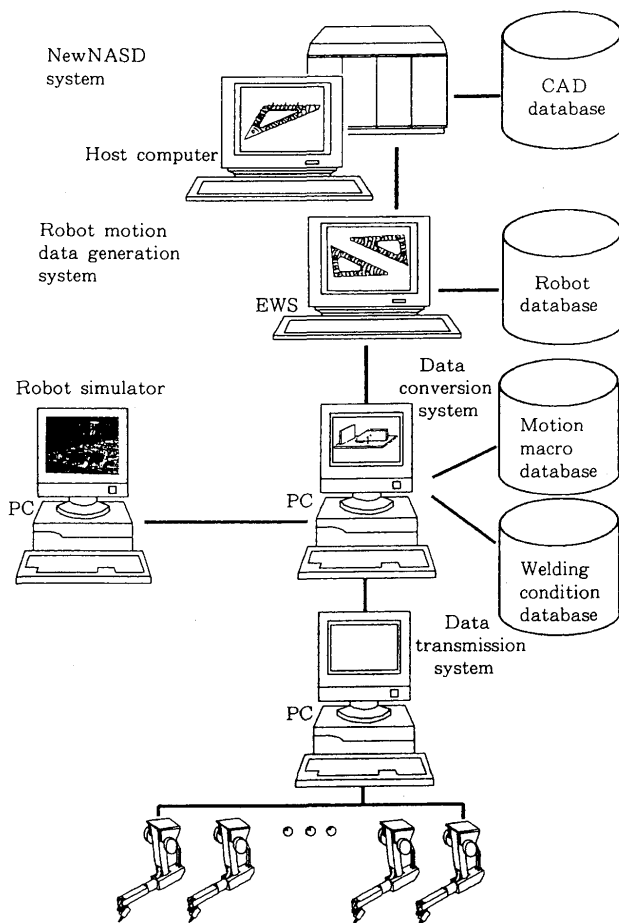 NewNASD
system
CAD
database
Host computer
Robot motion
data generation
system
EWS
Robot
database
Robot simulator
Data
conversion
system
Motion
macro
database
PC
PC
Welding
condition
database
Data
transmission
system
PC